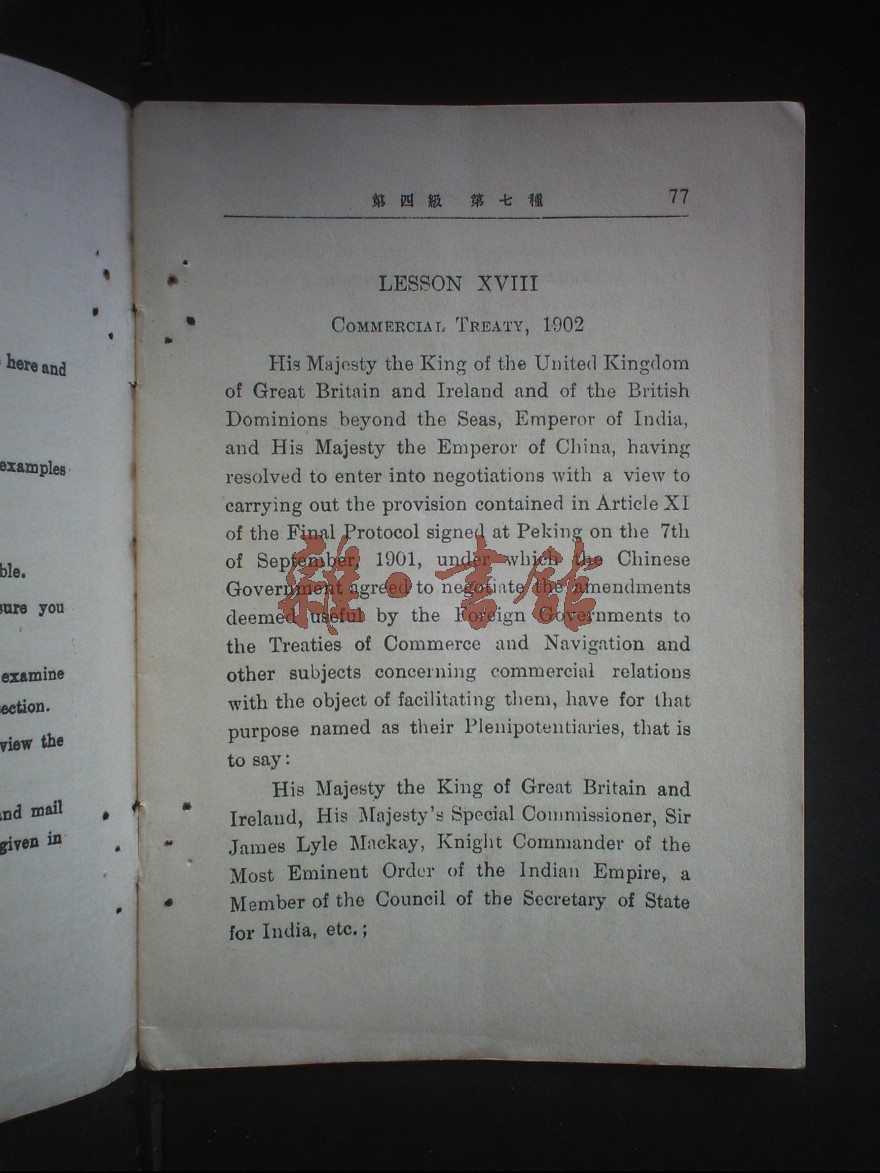 here and
examples
ble.
sure you
examine
ection.
view the
nd mail
given in
第四級 第七種 77
LESSON XVIII
COMMERCIAL TREATY, 1902
His Majesty the King of the United Kingdom
of Great Britain and Ireland and of the British
Dominions beyond the Seas, Emperor of India,
and His Majesty the Emperor of China, having
resolved to enter into negotiations with a view to
carrying out the provision contained in Article XI
of the Final Protocol signed at Peking on the 7th
of September, 1901, under which the Chinese
Government agreed to negotiate the amendments
deemed useful by the Foreign Governments to
the Treaties of Commerce and Navigation and
other subjects concerning commercial relations
with the object of facilitating them, have for that
purpose named as their Plenipotentiaries, that is
to say:
His Majesty the King of Great Britain and
Ireland, His Majesty's Special Commissioner, Sir
James Lyle Mackay, Knight Commander of the
Most Eminent Order of the Indian Empire, a
Member of the Council of the Secretary of State
for India, etc.;
雜·書館